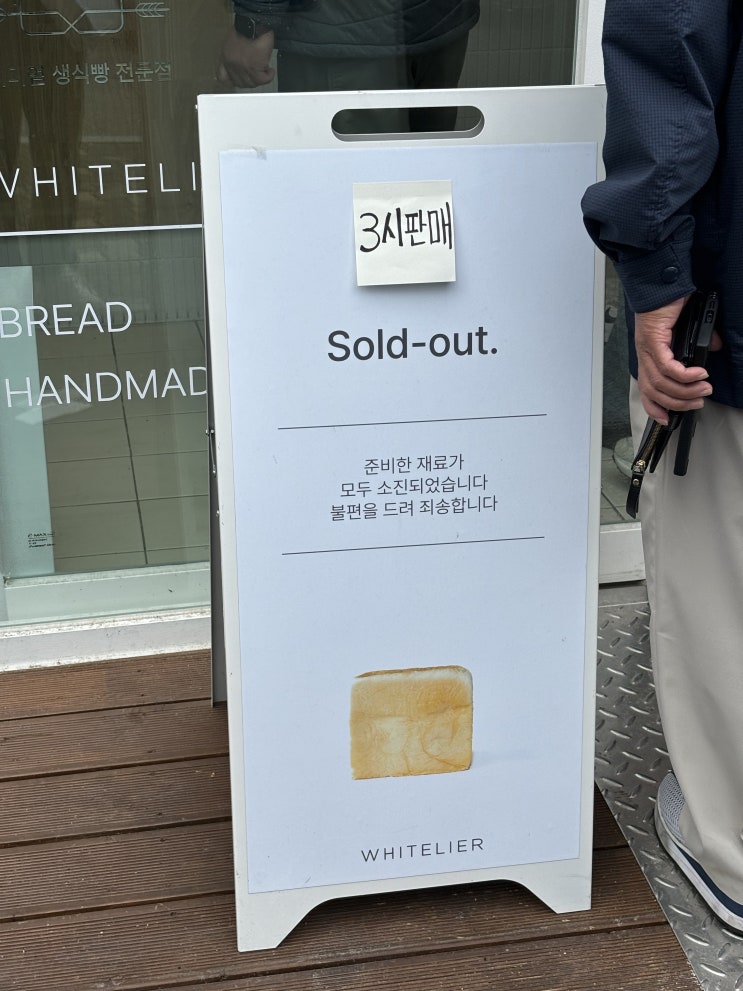 생식빵 전문점
WHITELI
BREAD
HANDMAD
3시판매
Sold-out.
준비한 재료가
모두 소진되었습니다
불편을 드려 죄송합니다
WHITELIER